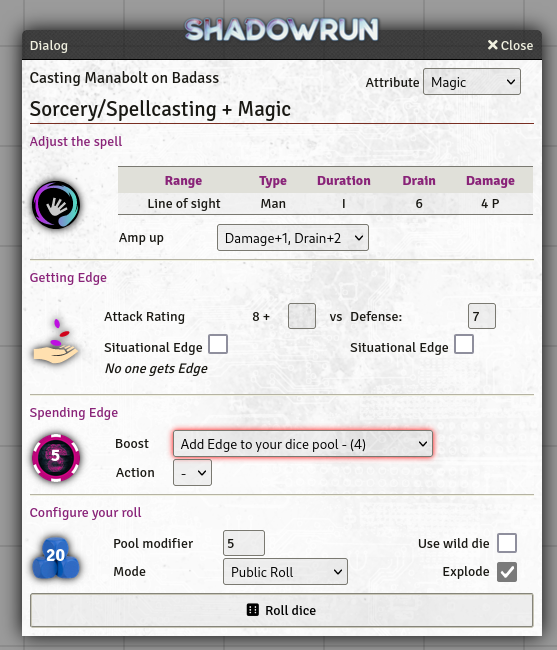 SHADOWRUN
Dialog Close
Casting Manabolt on Badass
Attribute Magic
Sorcery/Spellcasting + Magic
Adjust the spell
Range Type Duration Drain Damage
Line of sight Man I 6 4 P
Amp up Damage+1, Drain+2
Getting Edge
Attack Rating 8 + vs Defense: 7
Situational Edge Situational Edge
No one gets Edge
Spending Edge
Boost Add Edge to your dice pool - (4)
5
Action -
Configure your roll
Pool modifier 5 Use wild die
20
Mode Public Roll Explode
Roll dice